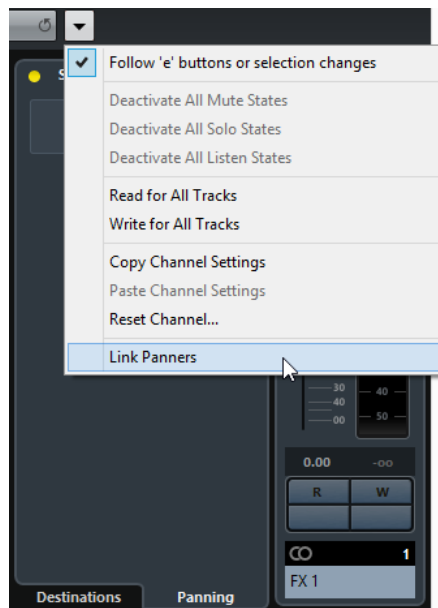 Follow 'e' buttons or selection changes
S
Deactivate All Mute States
Deactivate All Solo States
Deactivate All Listen States
Read for All Tracks
Write for All Tracks
Copy Channel Settings
Paste Channel Settings
Reset Channel...
Link Panners
30
40
40
00
50
0.00 -oo
R W
1
FX 1
Destinations Panning